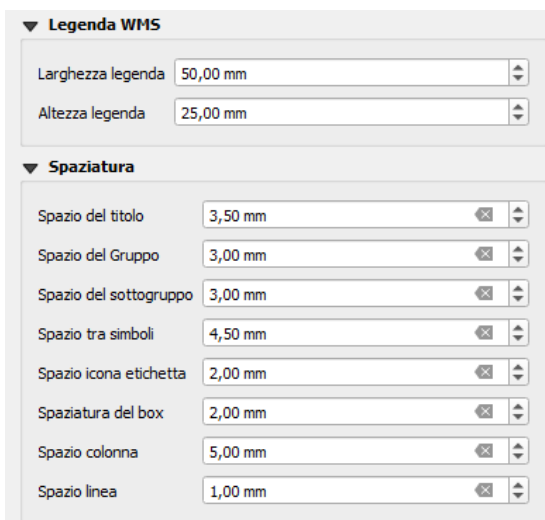 Legenda WMS
Larghezza legenda 50,00 mm
Altezza legenda 25,00 mm
Spaziatura
Spazio del titolo 3,50 mm
Spazio del Gruppo 3,00 mm
Spazio del sottogruppo 3,00 mm
Spazio tra simboli 4,50 mm
Spazio icona etichetta 2,00 mm
Spaziatura del box 2,00 mm
Spazio colonna 5,00 mm
Spazio linea 1,00 mm